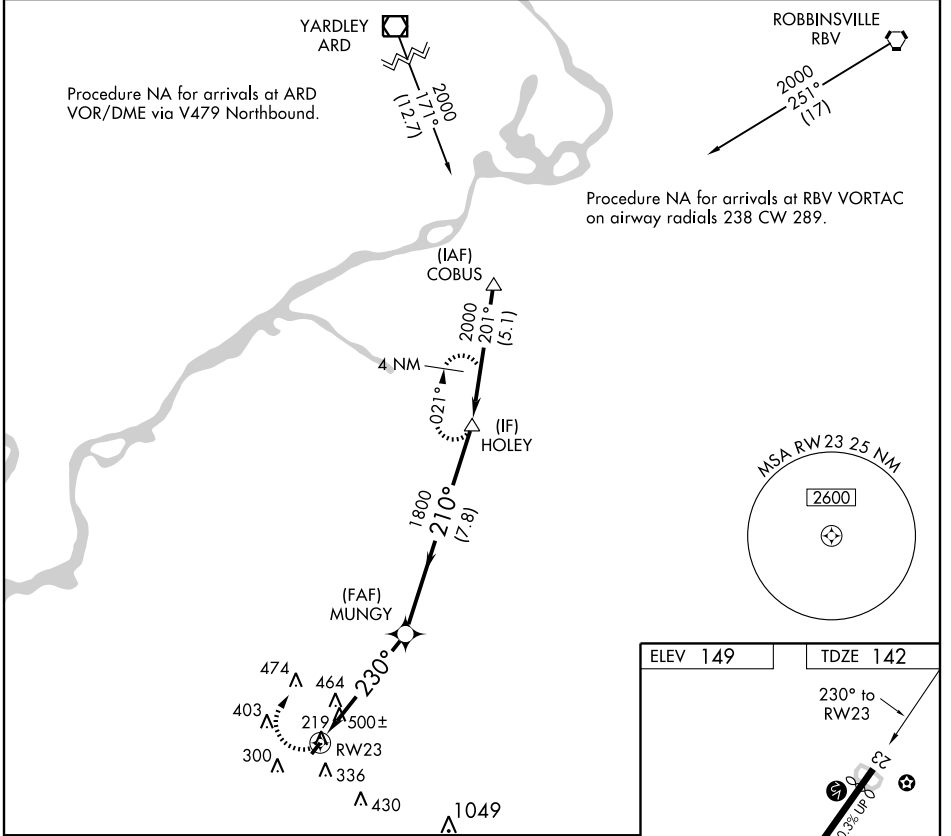 YARDLEY
ARD
ROBBINSVILLE
RBV
Procedure NA for arrivals at ARD
VOR/DME via V479 Northbound.
2000
171°
(12.7)
2000
251°
(17)
Procedure NA for arrivals at RBV VORTAC
on airway radials 238 CW 289.
(IAF)
COBUS
2000
201°
(5.1)
4 NM
021°
(IF)
HOLEY
MSA RW 23 25 NM
2600
1800
210°
(7.8)
(FAF)
MUNGY
230°
474
464
403
219
500±
RW23
300
336
430
1049
ELEV 149
TDZE 142
230° to
RW23
23
0.3% UP